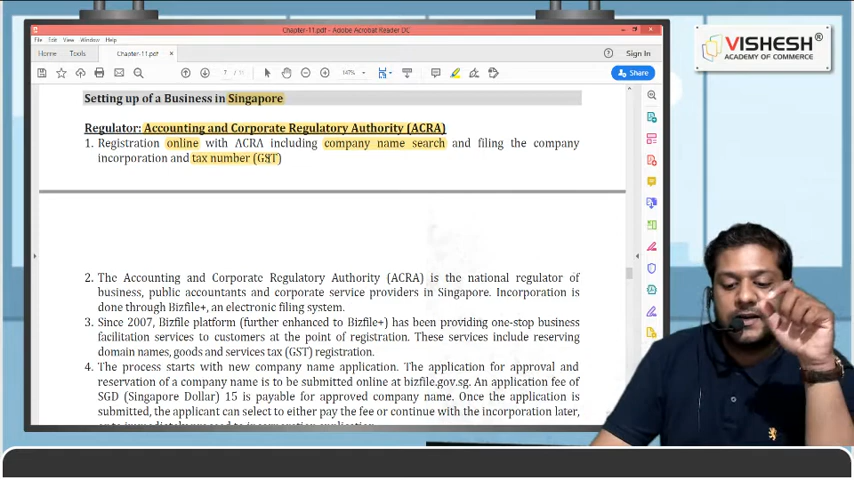 Chapter-11.pdf - Adobe Acrobat Reader DC
File Edit View Window Help
Home Tools Chapter-11.pdf × Sign In
7 / 147% Share
VISHESH®
ACADEMY OF COMMERCE
Setting up of a Business in Singapore
Regulator: Accounting and Corporate Regulatory Authority (ACRA)
1. Registration online with ACRA including company name search and filing the company
incorporation and tax number (GST)
2. The Accounting and Corporate Regulatory Authority (ACRA) is the national regulator of
business, public accountants and corporate service providers in Singapore. Incorporation is
done through Bizfile+, an electronic filing system.
3. Since 2007, Bizfile platform (further enhanced to Bizfile+) has been providing one-stop business
facilitation services to customers at the point of registration. These services include reserving
domain names, goods and services tax (GST) registration.
4. The process starts with new company name application. The application for approval and
reservation of a company name is to be submitted online at bizfile.gov.sg. An application fee of
SGD (Singapore Dollar) 15 is payable for approved company name. Once the application is
submitted, the applicant can select to either pay the fee or continue with the incorporation later,